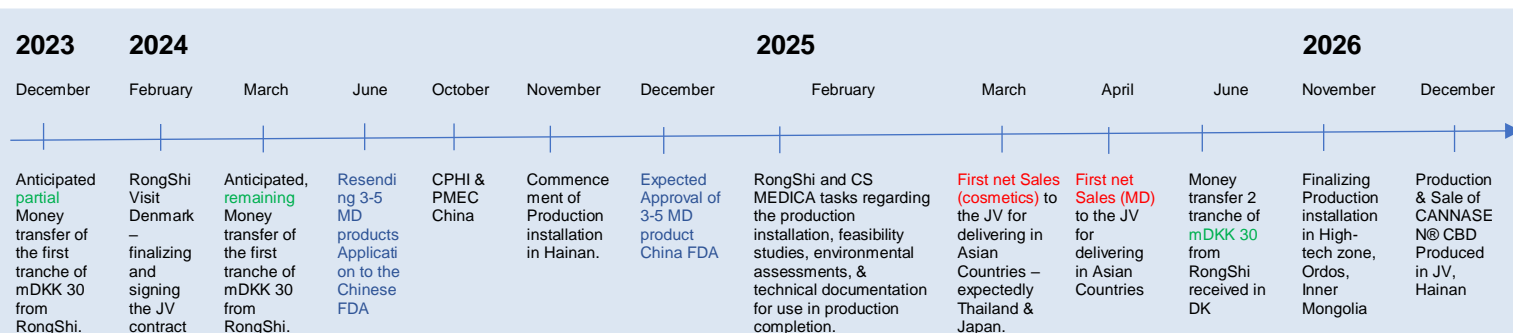 2023 2024 2025 2026
December February March June October November December February March April June November December
Anticipated
partial
Money
transfer of
the first
tranche of
mDKK 30
from
RongShi.
RongShi
Visit
Denmark
–
finalizing
and
signing
the JV
contract
Anticipated,
remaining
Money
transfer of
the first
tranche of
mDKK 30
from
RongShi.
Resendi
ng 3-5
MD
products
Applicati
on to the
Chinese
FDA
CPHI &
PMEC
China
Commence
ment of
Production
installation
in Hainan.
Expected
Approval of
3-5 MD
product
China FDA
RongShi and CS
MEDICA tasks regarding
the production
installation, feasibility
studies, environmental
assessments, &
technical documentation
for use in production
completion.
First net Sales
(cosmetics) to
the JV for
delivering in
Asian
Countries –
expectedly
Thailand &
Japan.
First net
Sales (MD)
to the JV
for
delivering
in Asian
Countries
Money
transfer 2
tranche of
mDKK 30
from
RongShi
received in
DK
Finalizing
Production
installation
in High-
tech zone,
Ordos,
Inner
Mongolia
Production
& Sale of
CANNASE
N® CBD
Produced
in JV,
Hainan